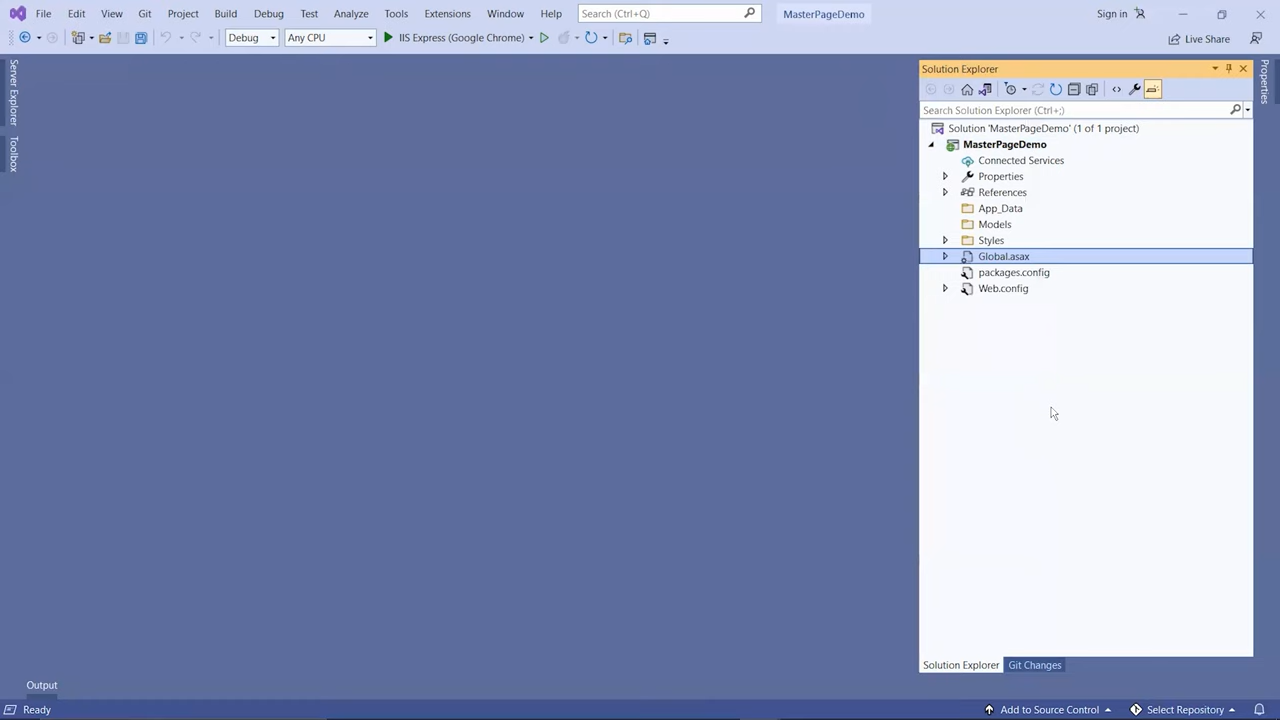 File Edit View Git Project Build Debug Test Analyze Tools Extensions Window Help Search (Ctrl+Q) MasterPageDemo Sign in
Debug Any CPU IIS Express (Google Chrome) Live Share
Server Explorer
Toolbox
Solution Explorer
Properties
Search Solution Explorer (Ctrl+;)
Solution 'MasterPageDemo' (1 of 1 project)
MasterPageDemo
Connected Services
Properties
References
App_Data
Models
Styles
Global.asax
packages.config
Web.config
Solution Explorer Git Changes
Output
Ready Add to Source Control Select Repository